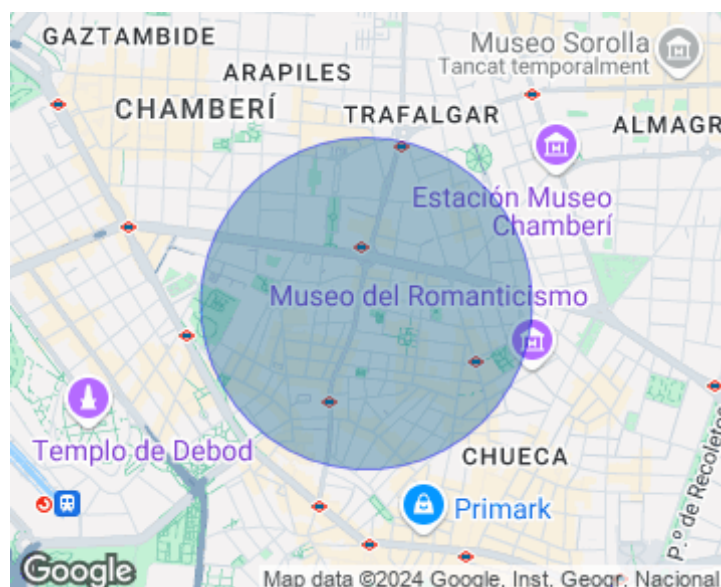 GAZTAMBIDE
Museo Sorolla
Tancat temporalment
ARAPILES
CHAMBERÍ
TRAFALGAR
ALMAGR
Estación Museo
Chamberí
Museo del Romanticismo
Templo de Debod
CHUECA
Primark
P.º de Recoletos
Google
Map data ©2024 Google, Inst. Geogr. Nacional